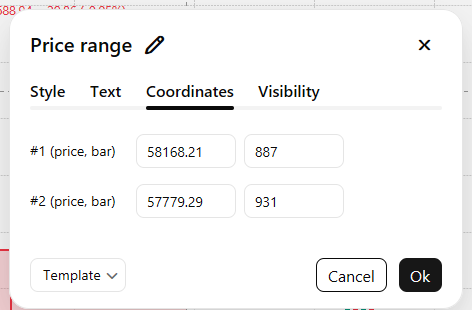 Price range
Style Text Coordinates Visibility
#1 (price, bar) 58168.21 887
#2 (price, bar) 57779.29 931
Template Cancel Ok